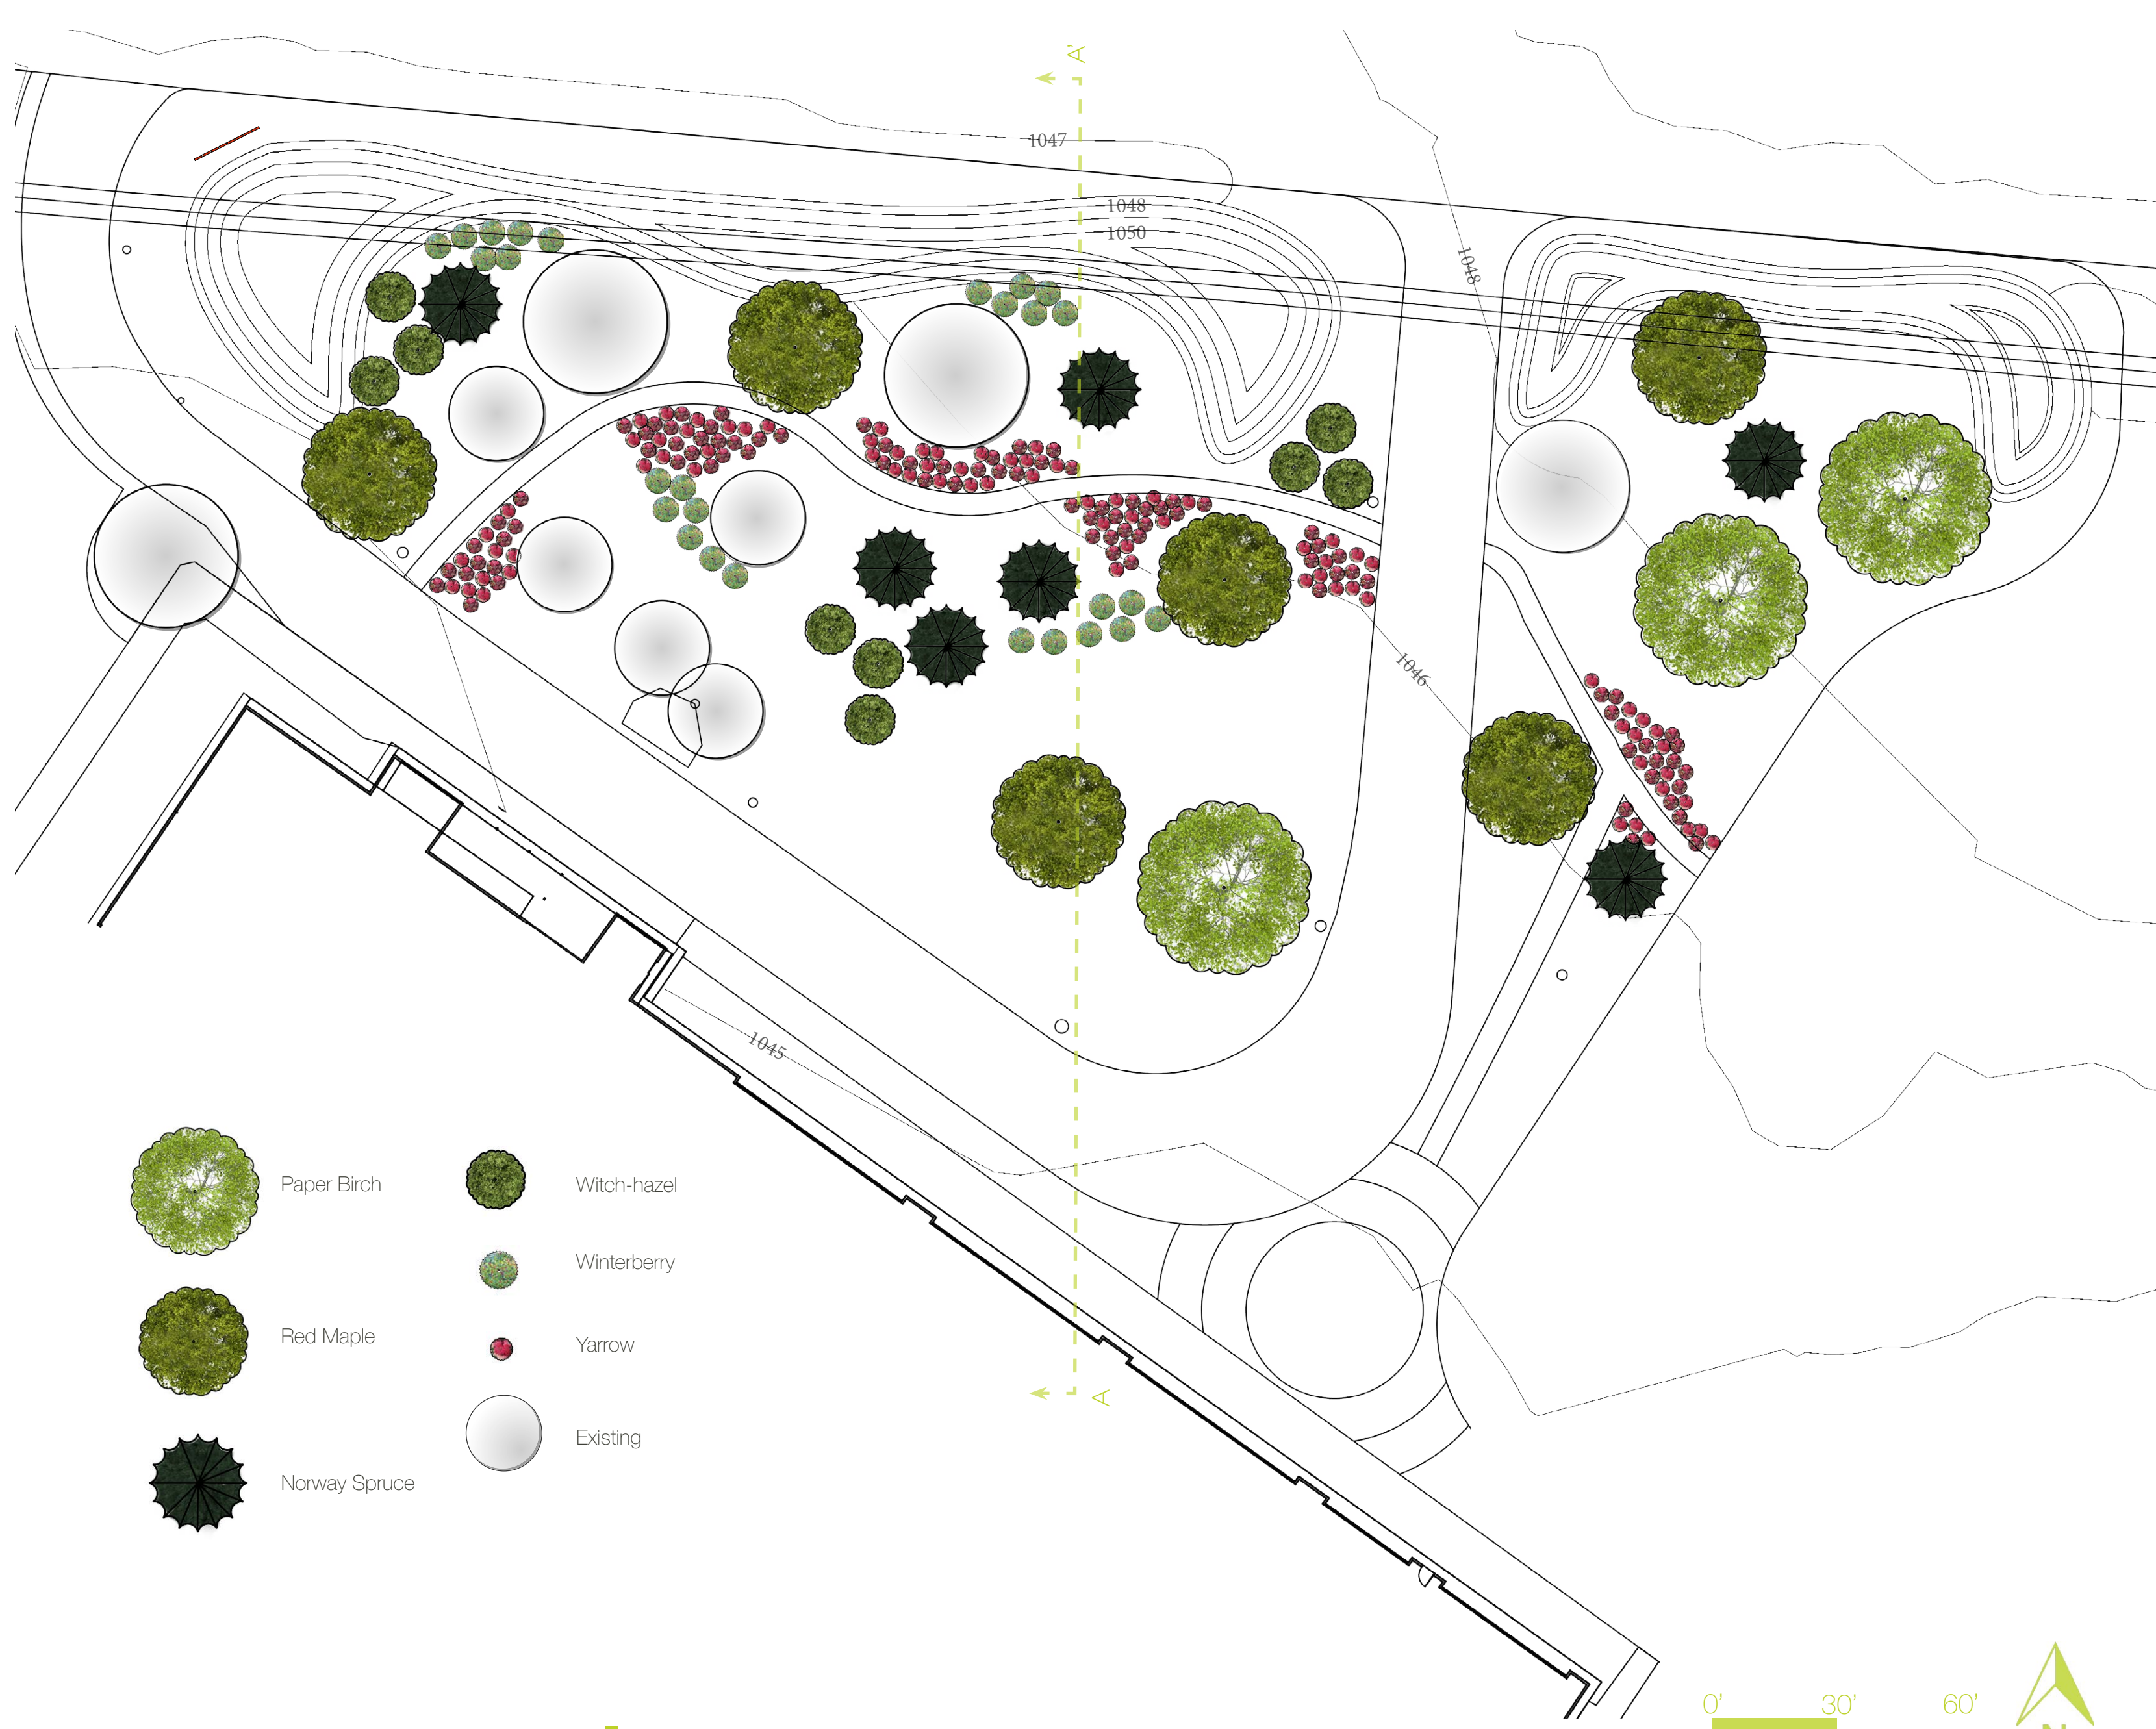 A'
1047
1048
1050
1048
1046
1045
Paper Birch
Witch-hazel
Winterberry
Red Maple
Yarrow
A
Existing
Norway Spruce
0' 30' 60'
N